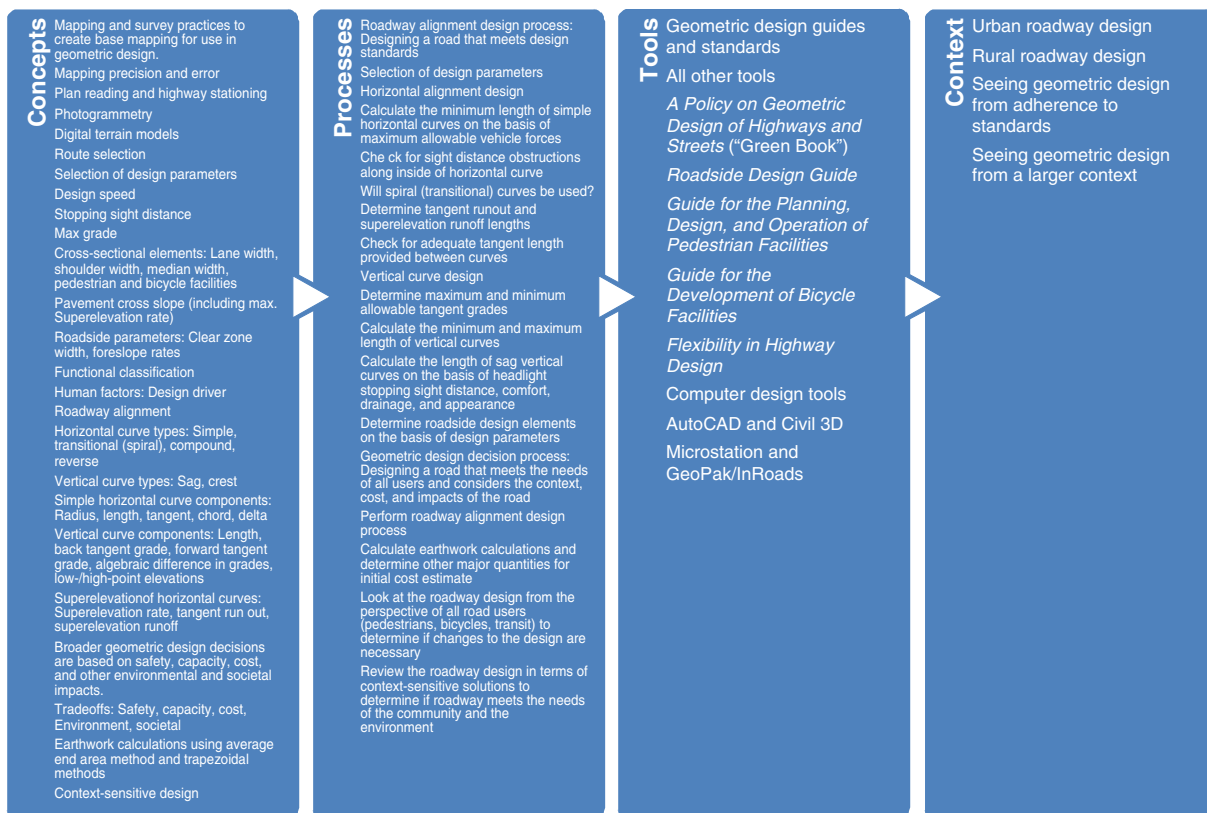 Concepts
Mapping and survey practices to
create base mapping for use in
geometric design.
Mapping precision and error
Plan reading and highway stationing
Photogrammetry
Digital terrain models
Route selection
Selection of design parameters
Design speed
Stopping sight distance
Max grade
Cross-sectional elements: Lane width,
shoulder width, median width,
pedestrian and bicycle facilities
Pavement cross slope (including max.
Superelevation rate)
Roadside parameters: Clear zone
width, foreslope rates
Functional classification
Human factors: Design driver
Roadway alignment
Horizontal curve types: Simple,
transitional (spiral), compound,
reverse
Vertical curve types: Sag, crest
Simple horizontal curve components:
Radius, length, tangent, chord, delta
Vertical curve components: Length,
back tangent grade, forward tangent
grade, algebraic difference in grades,
low-/high-point elevations
Superelevationof horizontal curves:
Superelevation rate, tangent run out,
superelevation runoff
Broader geometric design decisions
are based on safety, capacity, cost,
and other environmental and societal
impacts.
Tradeoffs: Safety, capacity, cost,
Environment, societal
Earthwork calculations using average
end area method and trapezoidal
methods
Context-sensitive design
Processes
Roadway alignment design process:
Designing a road that meets design
standards
Selection of design parameters
Horizontal alignment design
Calculate the minimum length of simple
horizontal curves on the basis of
maximum allowable vehicle forces
Che ck for sight distance obstructions
along inside of horizontal curve
Will spiral (transitional) curves be used?
Determine tangent runout and
superelevation runoff lengths
Check for adequate tangent length
provided between curves
Vertical curve design
Determine maximum and minimum
allowable tangent grades
Calculate the minimum and maximum
length of vertical curves
Calculate the length of sag vertical
curves on the basis of headlight
stopping sight distance, comfort,
drainage, and appearance
Determine roadside design elements
on the basis of design parameters
Geometric design decision process:
Designing a road that meets the needs
of all users and considers the context,
cost, and impacts of the road
Perform roadway alignment design
process
Calculate earthwork calculations and
determine other major quantities for
initial cost estimate
Look at the roadway design from the
perspective of all road users
(pedestrians, bicycles, transit) to
determine if changes to the design are
necessary
Review the roadway design in terms of
context-sensitive solutions to
determine if roadway meets the needs
of the community and the
environment
Tools
Geometric design guides
and standards
All other tools
A Policy on Geometric
Design of Highways and
Streets (“Green Book”)
Roadside Design Guide
Guide for the Planning,
Design, and Operation of
Pedestrian Facilities
Guide for the
Development of Bicycle
Facilities
Flexibility in Highway
Design
Computer design tools
AutoCAD and Civil 3D
Microstation and
GeoPak/InRoads
Context
Urban roadway design
Rural roadway design
Seeing geometric design
from adherence to
standards
Seeing geometric design
from a larger context